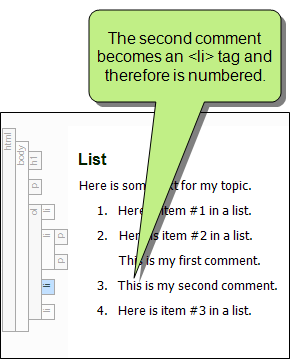 The second comment
becomes an <li> tag and
therefore is numbered.
html
body
h1
p
ol
li
li
p
p
li
li
List
Here is some text for my topic.
1. Here is item #1 in a list.
2. Here is item #2 in a list.
This is my first comment.
3. This is my second comment.
4. Here is item #3 in a list.